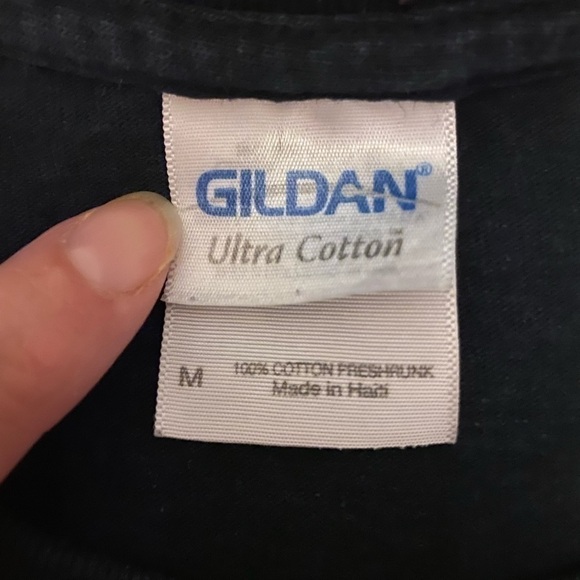 GILDAN®
Ultra Cotton®
M
100% COTTON PRESHRUNK
Made in Haiti